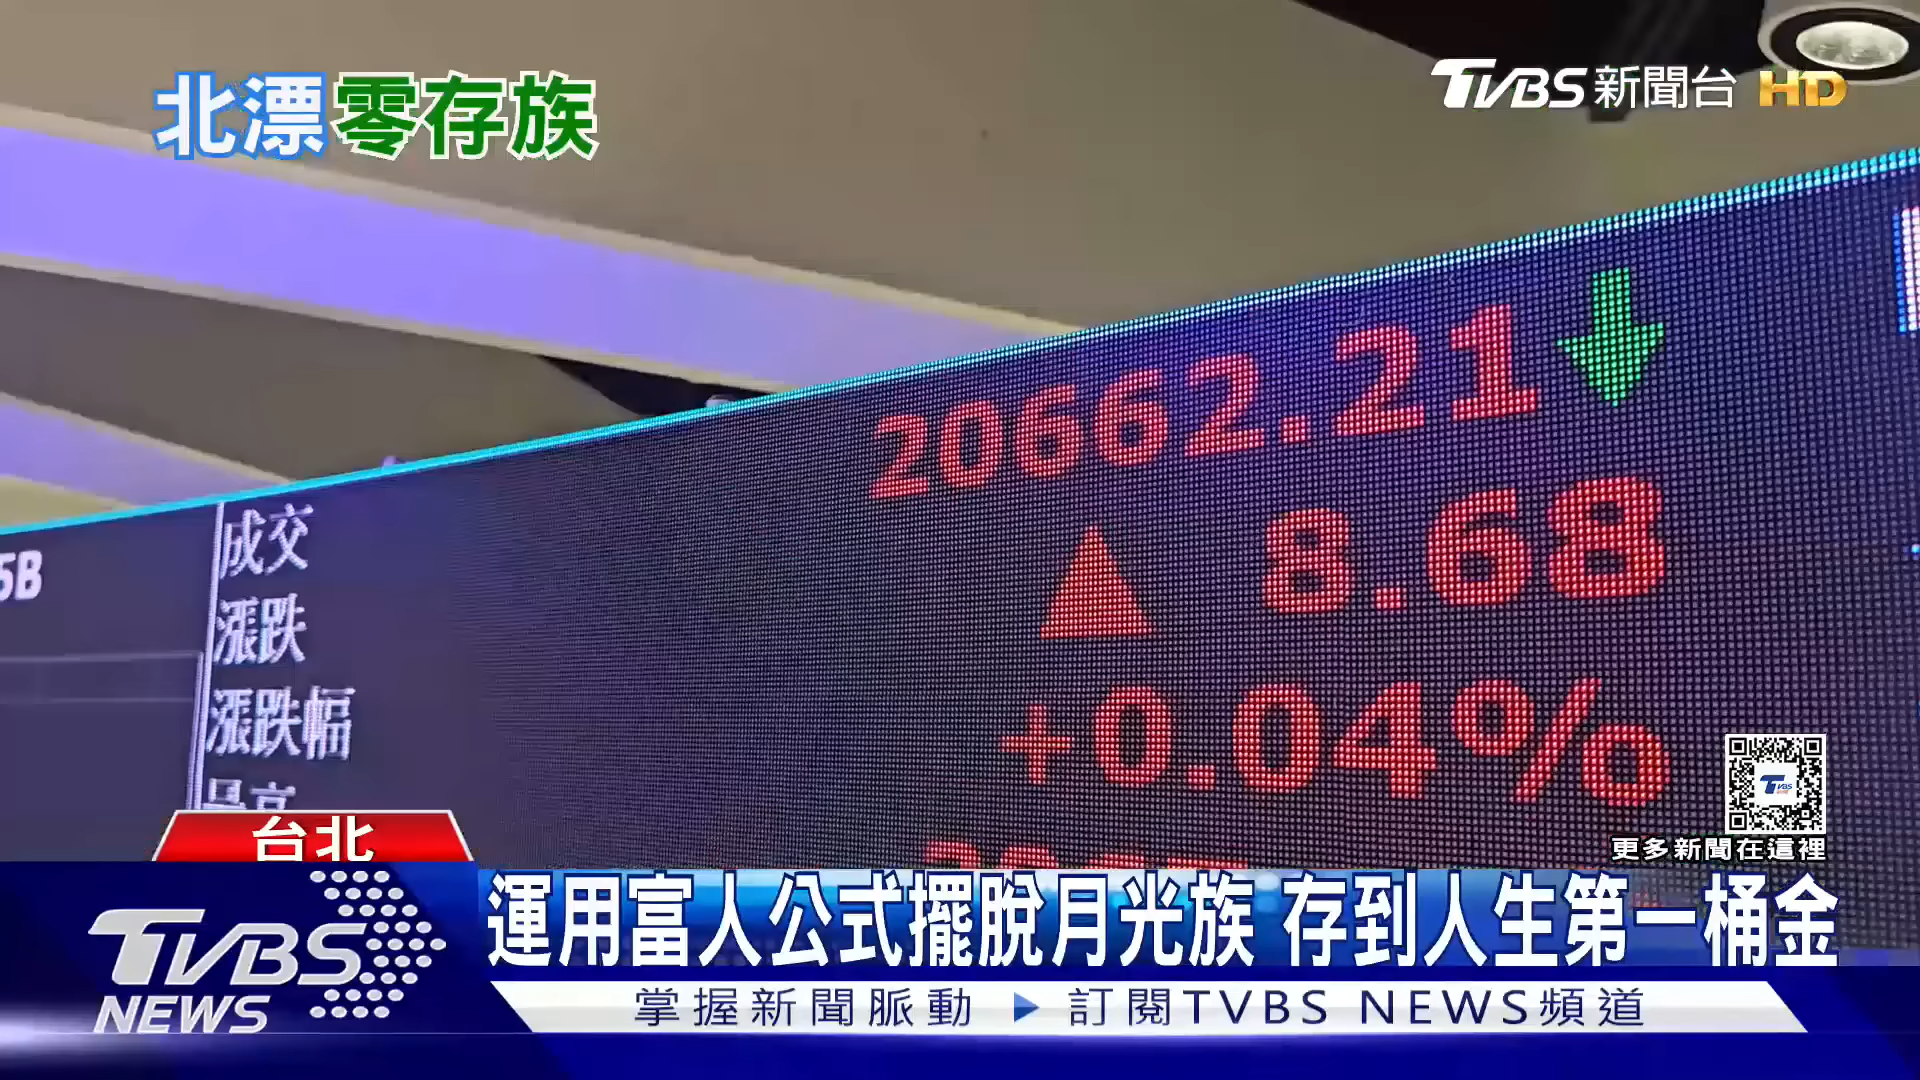 北漂零存族
TVBS新聞台 HD
20662.21
5B
成交
漲跌
8.68
漲跌幅
+0.04%
台北
更多新聞在這裡
運用富人公式擺脫月光族 存到人生第一桶金
TVBS NEWS
掌握新聞脈動 ▶ 訂閱TVBS NEWS頻道